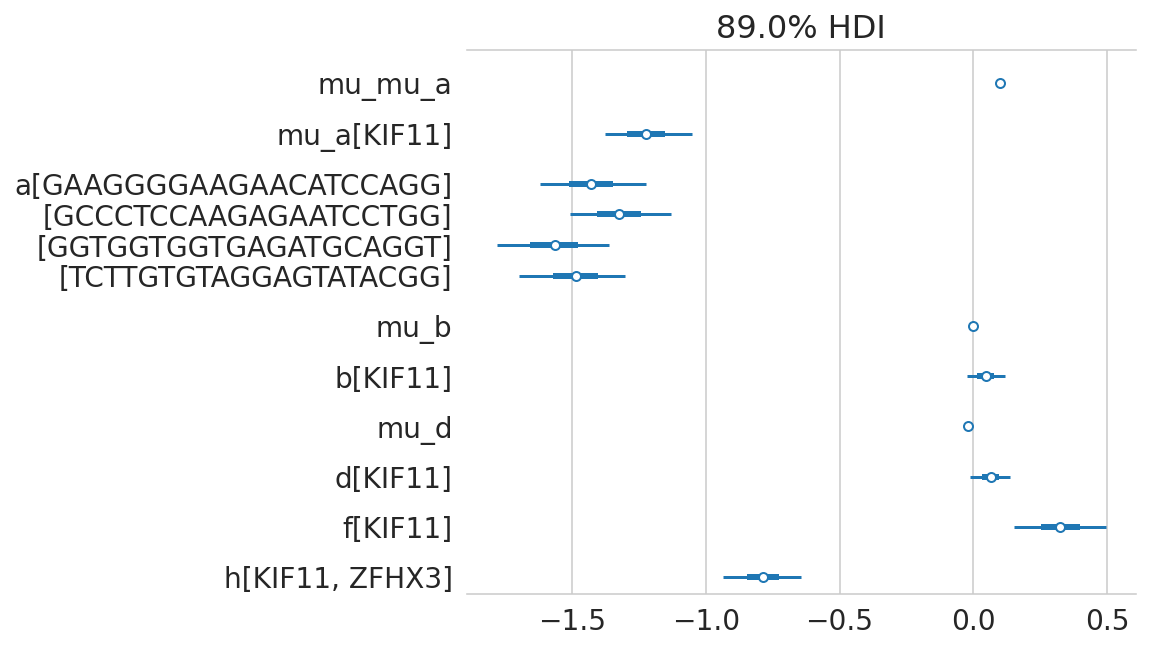 89.0% HDI
mu_mu_a
mu_a[KIF11]
a[GAAGGGGAAGAACATCCAGG]
[GCCCTCCAAGAGAATCCTGG]
[GGTGGTGGTGAGATGCAGGT]
[TCTTGTGTAGGAGTATACGG]
mu_b
b[KIF11]
mu_d
d[KIF11]
f[KIF11]
h[KIF11, ZFHX3]
−1.5 −1.0 −0.5 0.0 0.5